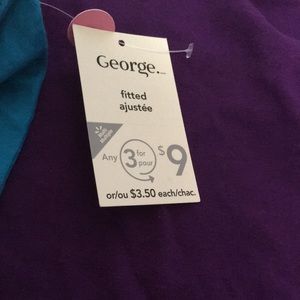 George.
fitted
ajustée
Any 3 for pour $9
or/ou $3.50 each/chac.